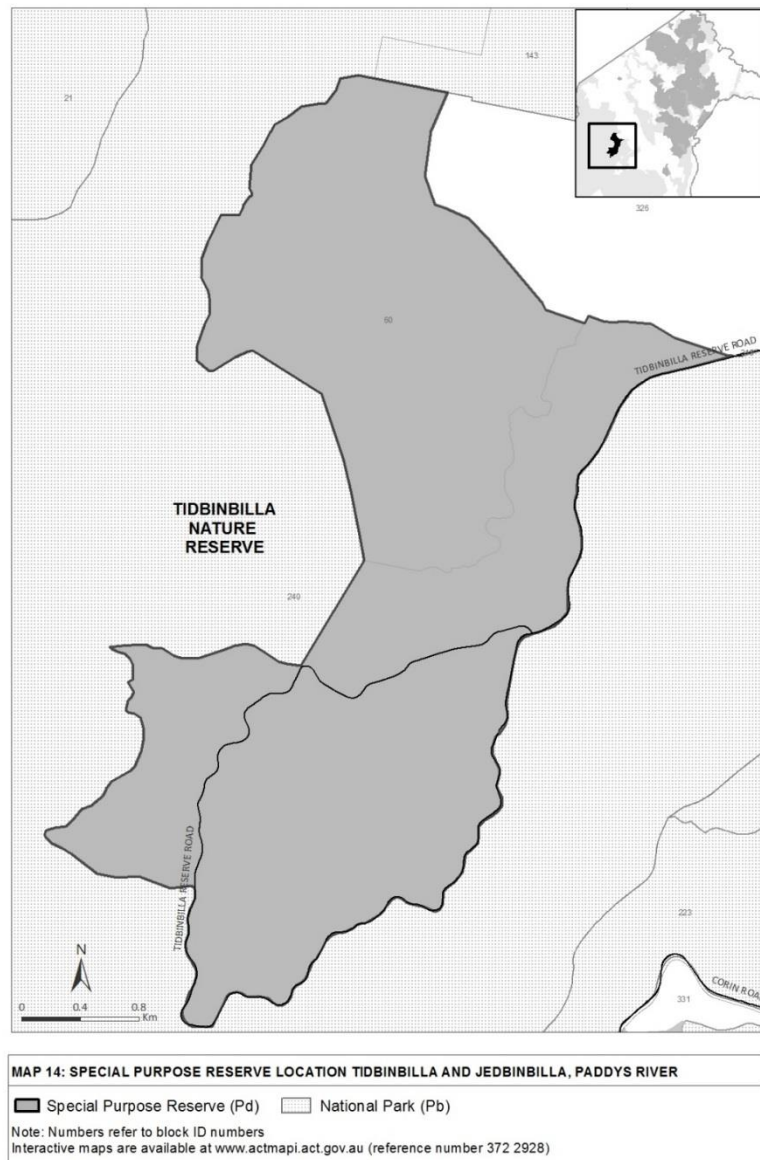 143
21
328
60
TIDBINBILLA RESERVE ROAD
TIDBINBILLA
NATURE
RESERVE
240
TIDBINBILLA RESERVE ROAD
223
N
CORIN ROAD
331
0 0.4 0.8
Km
MAP 14: SPECIAL PURPOSE RESERVE LOCATION TIDBINBILLA AND JEDBINBILLA, PADDYS RIVER
Special Purpose Reserve (Pd) National Park (Pb)
Note: Numbers refer to block ID numbers
Interactive maps are available at www.actmapi.act.gov.au (reference number 372 2928)